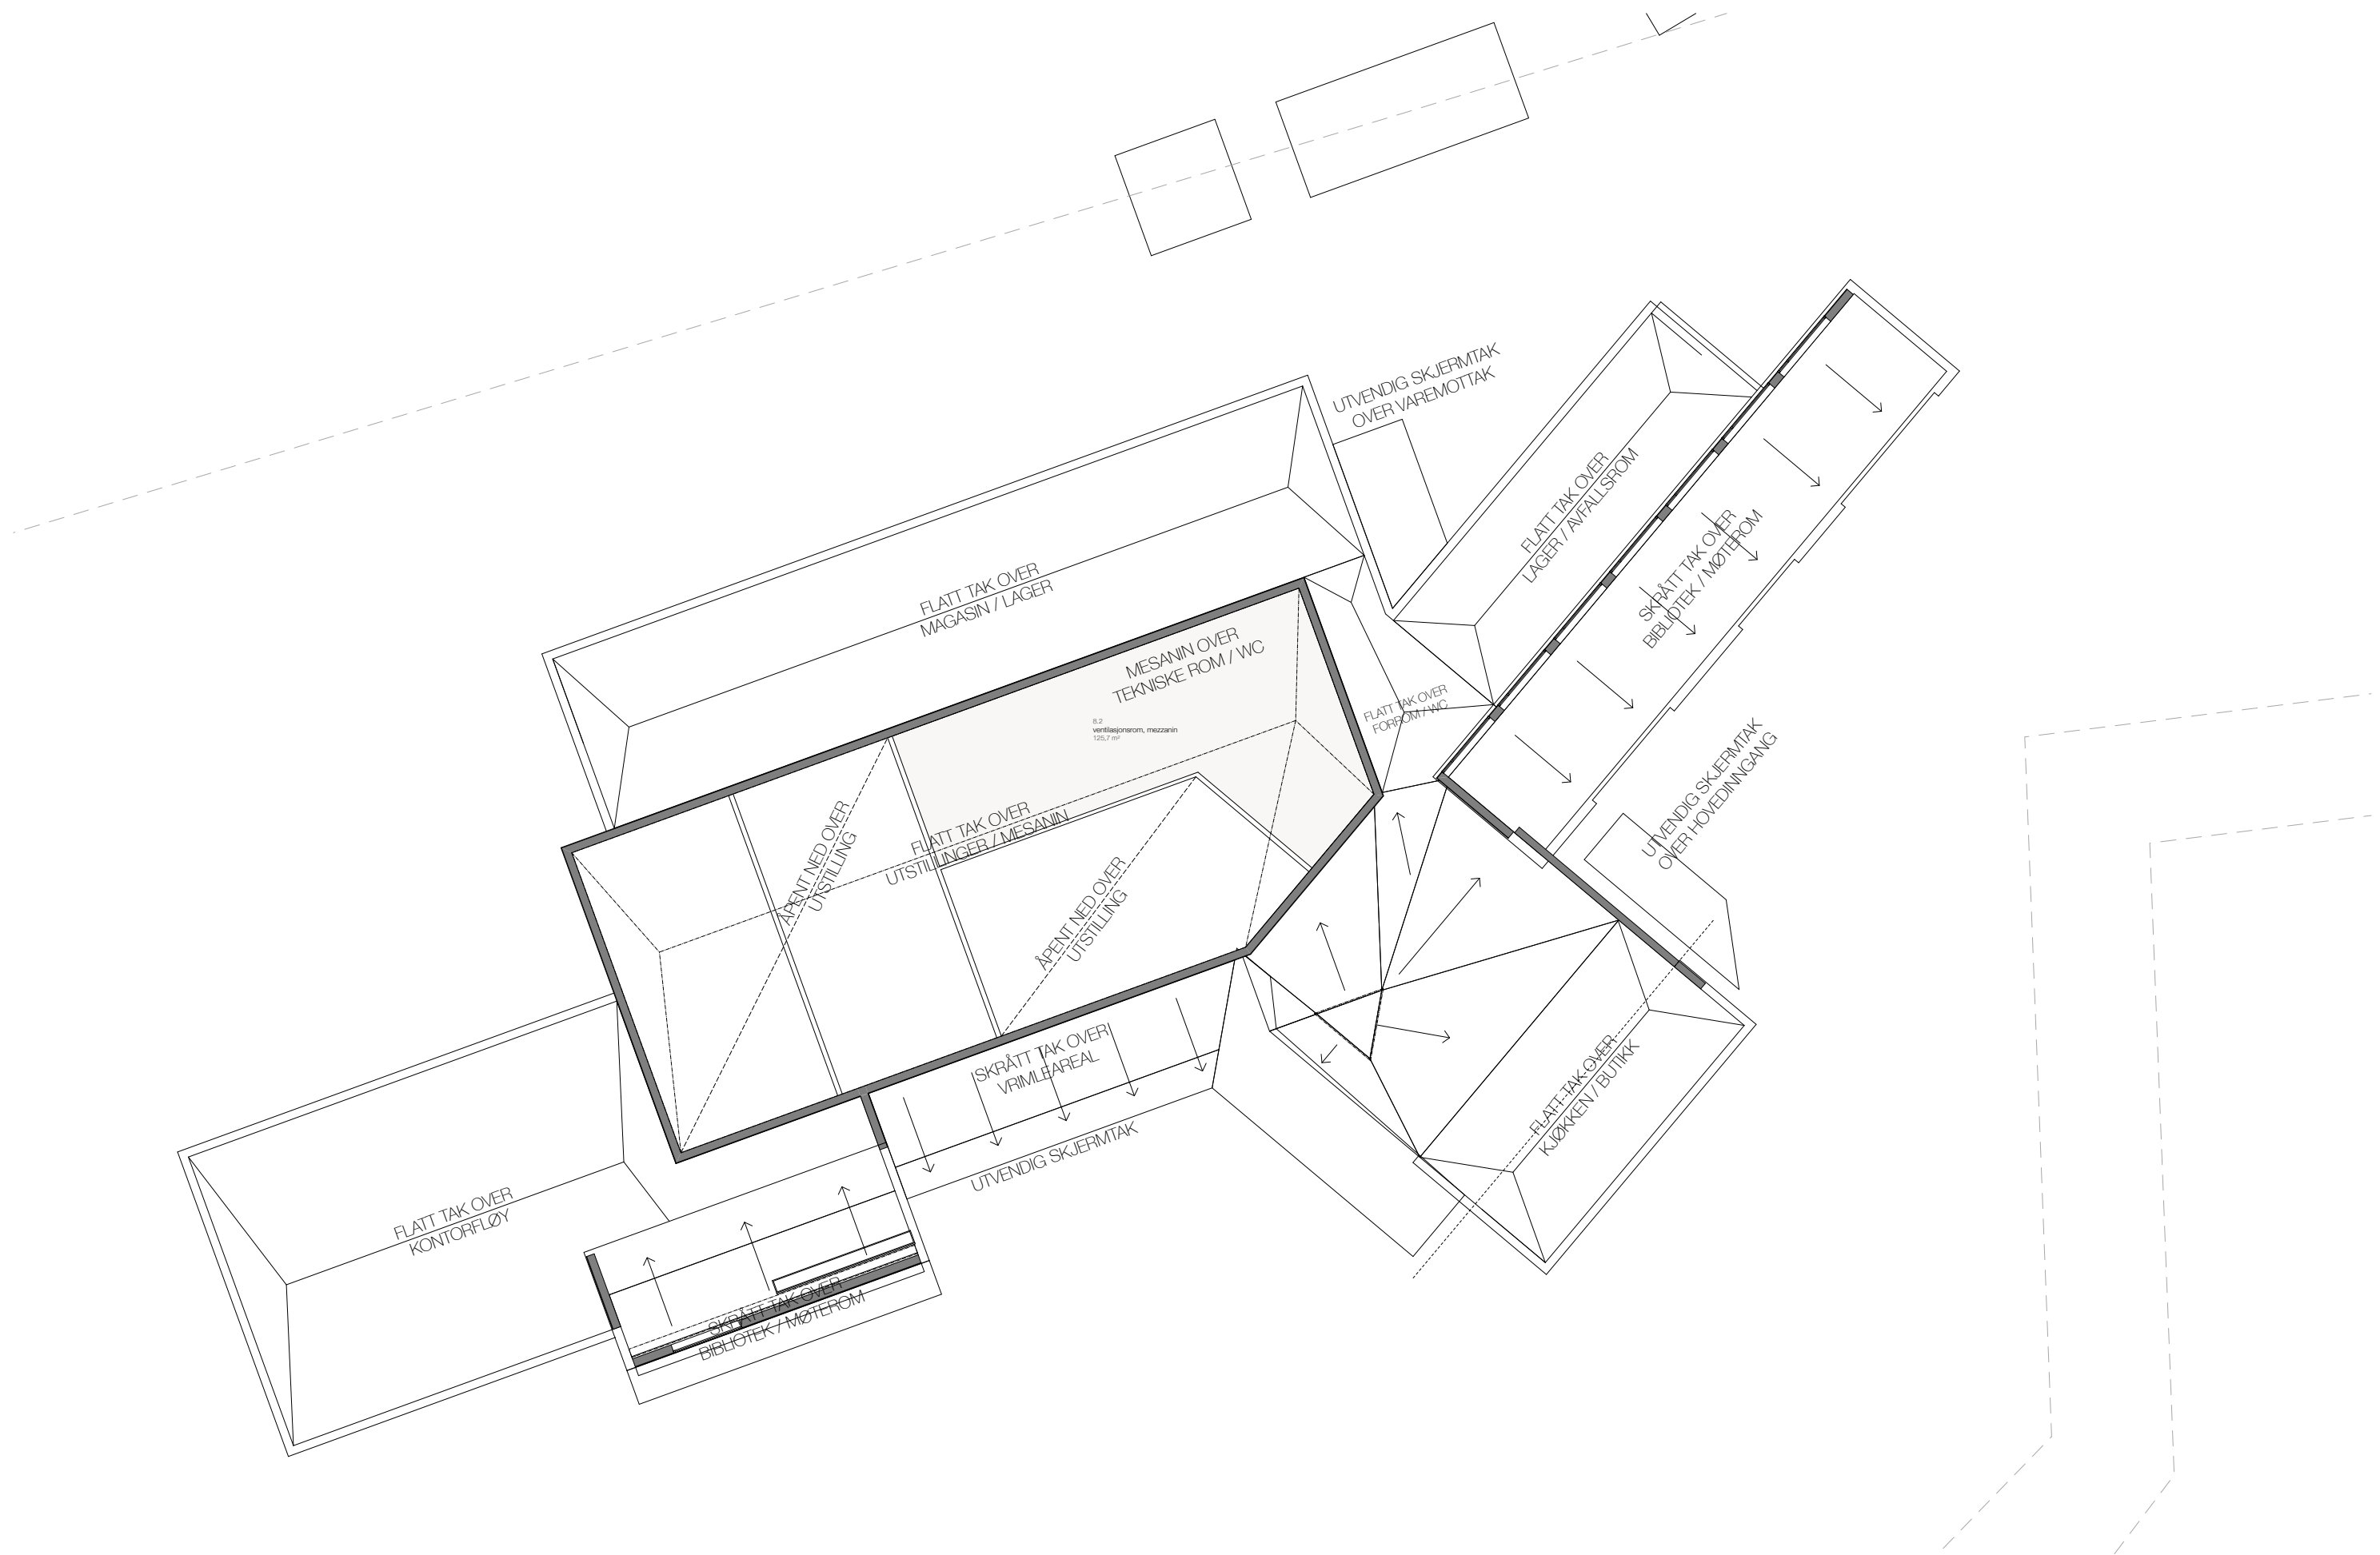 UTVENDIG SKJERMTAK
OVER VAREMOTTAK
FLATT TAK OVER
LAGER / AVFALLSROM
SKRÅTT TAK OVER
BIBLIOTEK / MØTEROM
FLATT TAK OVER
MAGASIN / LAGER
MESANIN OVER
TEKNISKE ROM / WC
FLATT TAK OVER
FORROM / WC
8.2
ventilasjonsrom, mezzanin
125,7 m²
UTVENDIG SKJERMTAK
OVER HOVEDINNGANG
ÅPENT NED OVER
UTSTILLING
FLATT TAK OVER
UTSTILLINGER / MESANIN
ÅPENT NED OVER
UTSTILLING
SKRÅTT TAK OVER
VRIMLEAREAL
UTVENDIG SKJERMTAK
FLATT TAK OVER
KJØKKEN / BUTIKK
FLATT TAK OVER
KONTORFLØY
SKRÅTT TAK OVER
BIBLIOTEK / MØTEROM